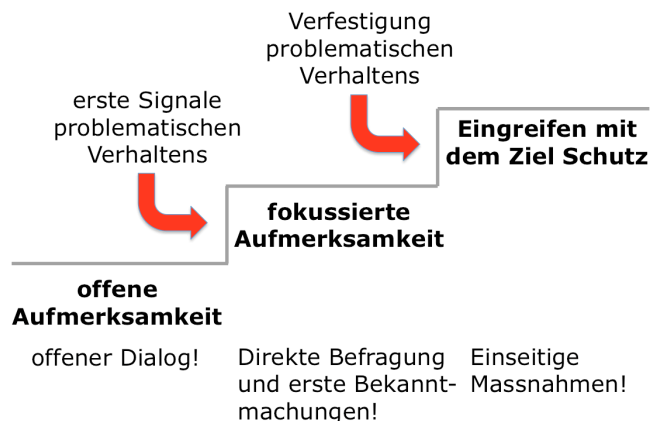 Verfestigung
problematischen
Verhaltens
erste Signale
problematischen
Verhaltens
Eingreifen mit
dem Ziel Schutz
fokussierte
Aufmerksamkeit
offene
Aufmerksamkeit
offener Dialog!
Direkte Befragung
und erste Bekannt-
machungen!
Einseitige
Massnahmen!